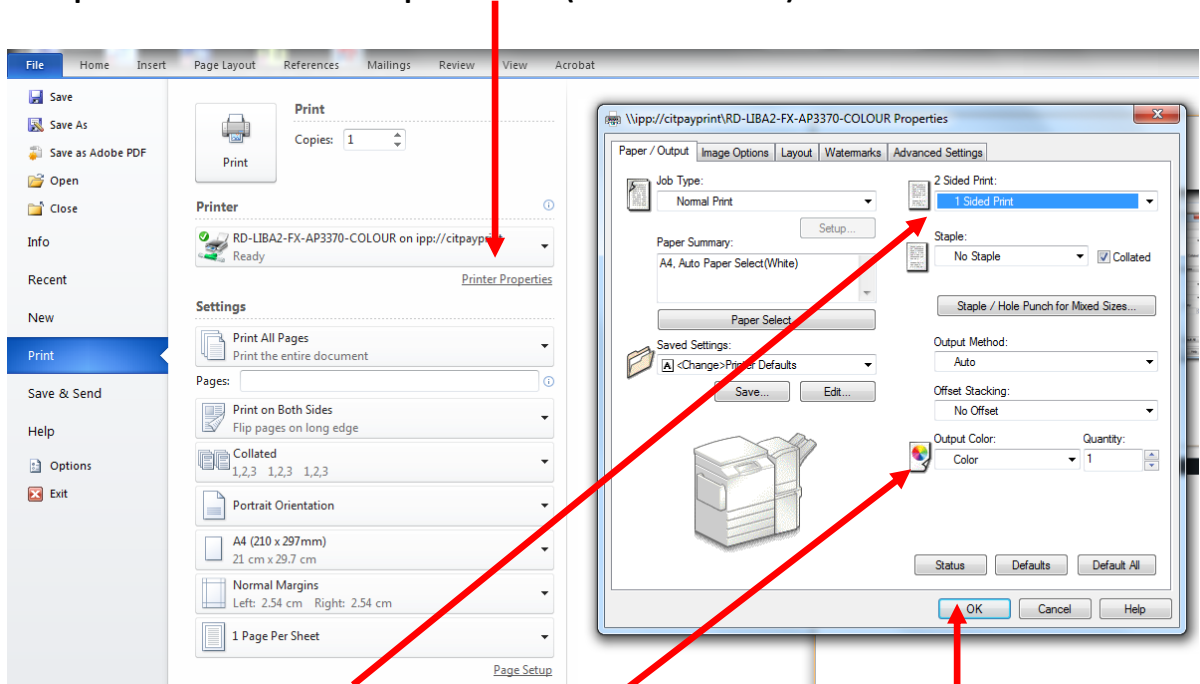 File Home Insert Page Layout References Mailings Review View Acrobat
Save
Save As
Save as Adobe PDF
Open
Close
Info
Recent
New
Print
Save & Send
Help
Options
Exit
Print
Print
Copies: 1
Printer
RD-LIBA2-FX-AP3370-COLOUR on ipp://citpayprint
Ready
Printer Properties
Settings
Print All Pages
Print the entire document
Pages:
Print on Both Sides
Flip pages on long edge
Collated
1,2,3 1,2,3 1,2,3
Portrait Orientation
A4 (210 x 297mm)
21 cm x 29.7 cm
Normal Margins
Left: 2.54 cm Right: 2.54 cm
1 Page Per Sheet
Page Setup
\\ipp://citpayprint\RD-LIBA2-FX-AP3370-COLOUR Properties
Paper / Output Image Options Layout Watermarks Advanced Settings
Job Type:
Normal Print
Setup...
Paper Summary:
A4, Auto Paper Select(White)
Paper Select
Saved Settings:
A <Change>Printer Defaults
Save... Edit...
2 Sided Print:
1 Sided Print
Staple:
No Staple
Collated
Staple / Hole Punch for Mixed Sizes...
Output Method:
Auto
Offset Stacking:
No Offset
Output Color: Quantity:
Color 1
Status Defaults Default All
OK Cancel Help